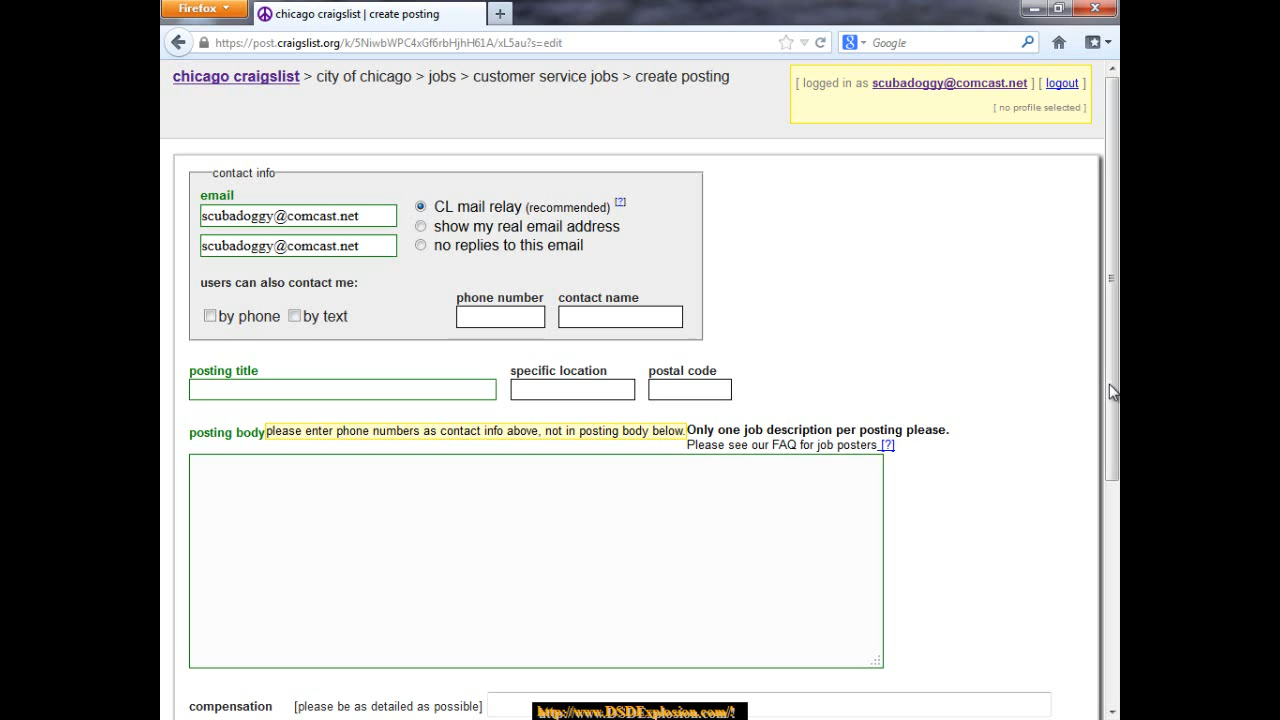 Firefox
chicago craigslist | create posting
https://post.craigslist.org/k/5NiwbWPC4xGf6rbHjhH61A/xL5au?s=edit
Google
chicago craigslist > city of chicago > jobs > customer service jobs > create posting
[ logged in as scubadoggy@comcast.net ] [ logout ]
[ no profile selected ]
contact info
email
scubadoggy@comcast.net
scubadoggy@comcast.net
CL mail relay (recommended) [?]
show my real email address
no replies to this email
users can also contact me:
by phone by text
phone number contact name
posting title specific location postal code
posting body please enter phone numbers as contact info above, not in posting body below. Only one job description per posting please.
Please see our FAQ for job posters [?]
compensation [please be as detailed as possible]
http://www.DSDExplosion.com/!